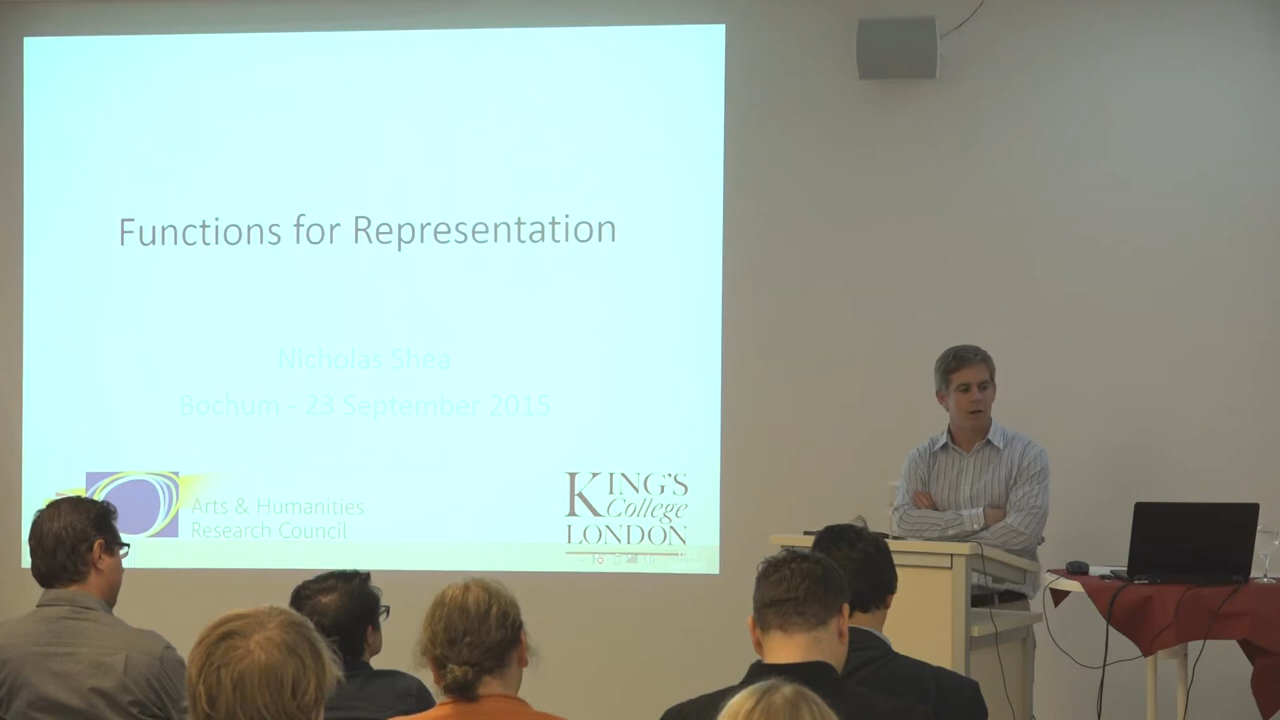 Functions for Representation
Nicholas Shea
Bochum - 23 September 2015
Arts & Humanities
Research Council
KING'S
College
LONDON